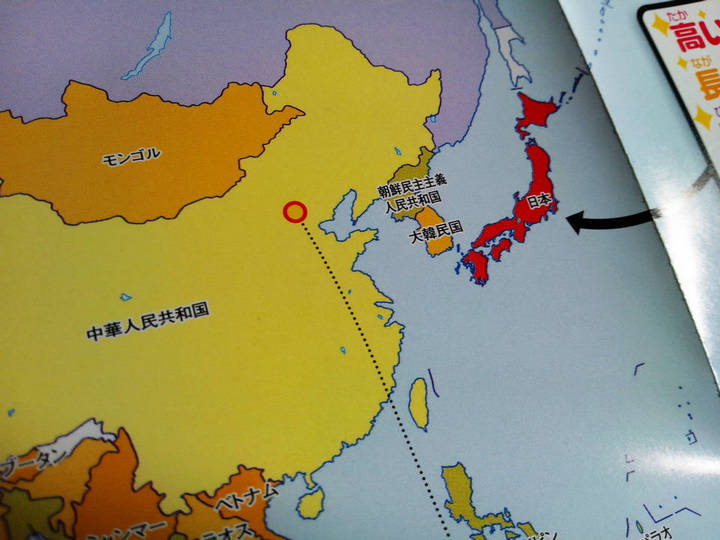 たか
高い
なが
長
モンゴル
朝鮮民主主義
人民共和国
日本
大韓民国
中華人民共和国
ブータン
ベトナム
ミャンマー
ラオス
パラオ